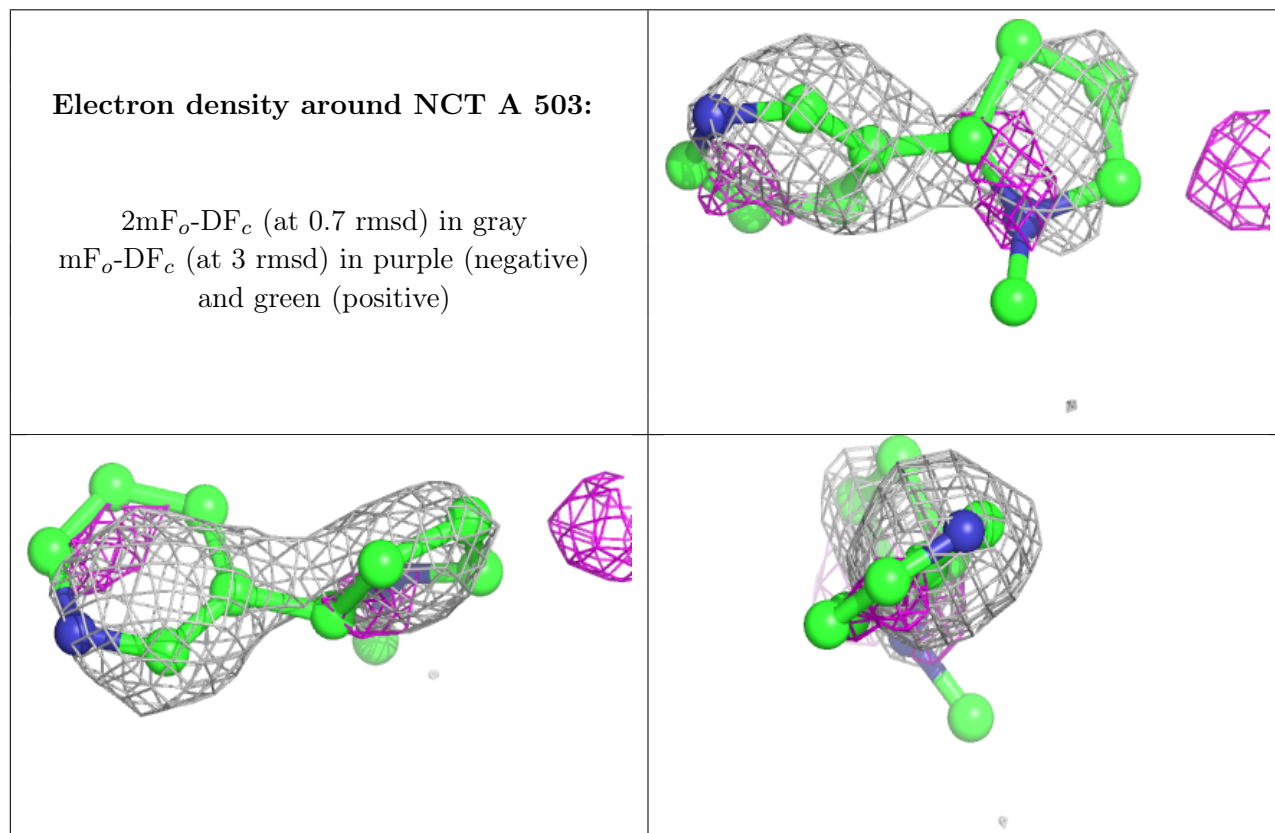 Electron density around NCT A 503:
2mFₒ-DF𝒸 (at 0.7 rmsd) in gray
mFₒ-DF𝒸 (at 3 rmsd) in purple (negative)
and green (positive)